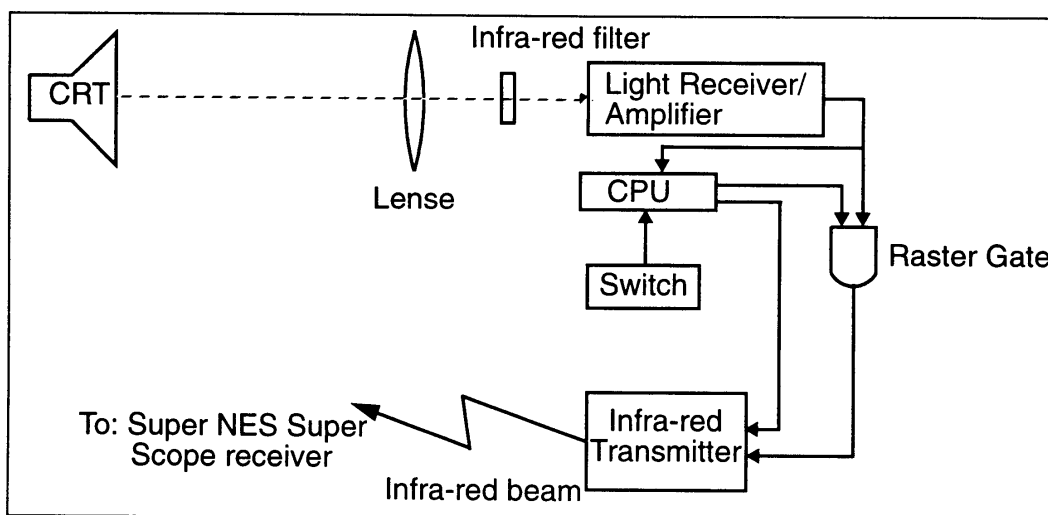 Infra-red filter
CRT
Light Receiver/
Amplifier
Lense
CPU
Raster Gate
Switch
To: Super NES Super
Scope receiver
Infra-red
Transmitter
Infra-red beam